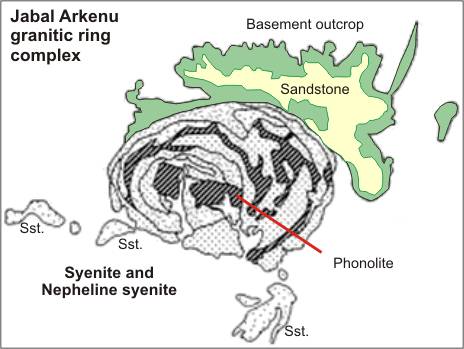 Jabal Arkenu
granitic ring
complex
Basement outcrop
Sandstone
Sst.
Sst.
Syenite and
Nepheline syenite
Phonolite
Sst.